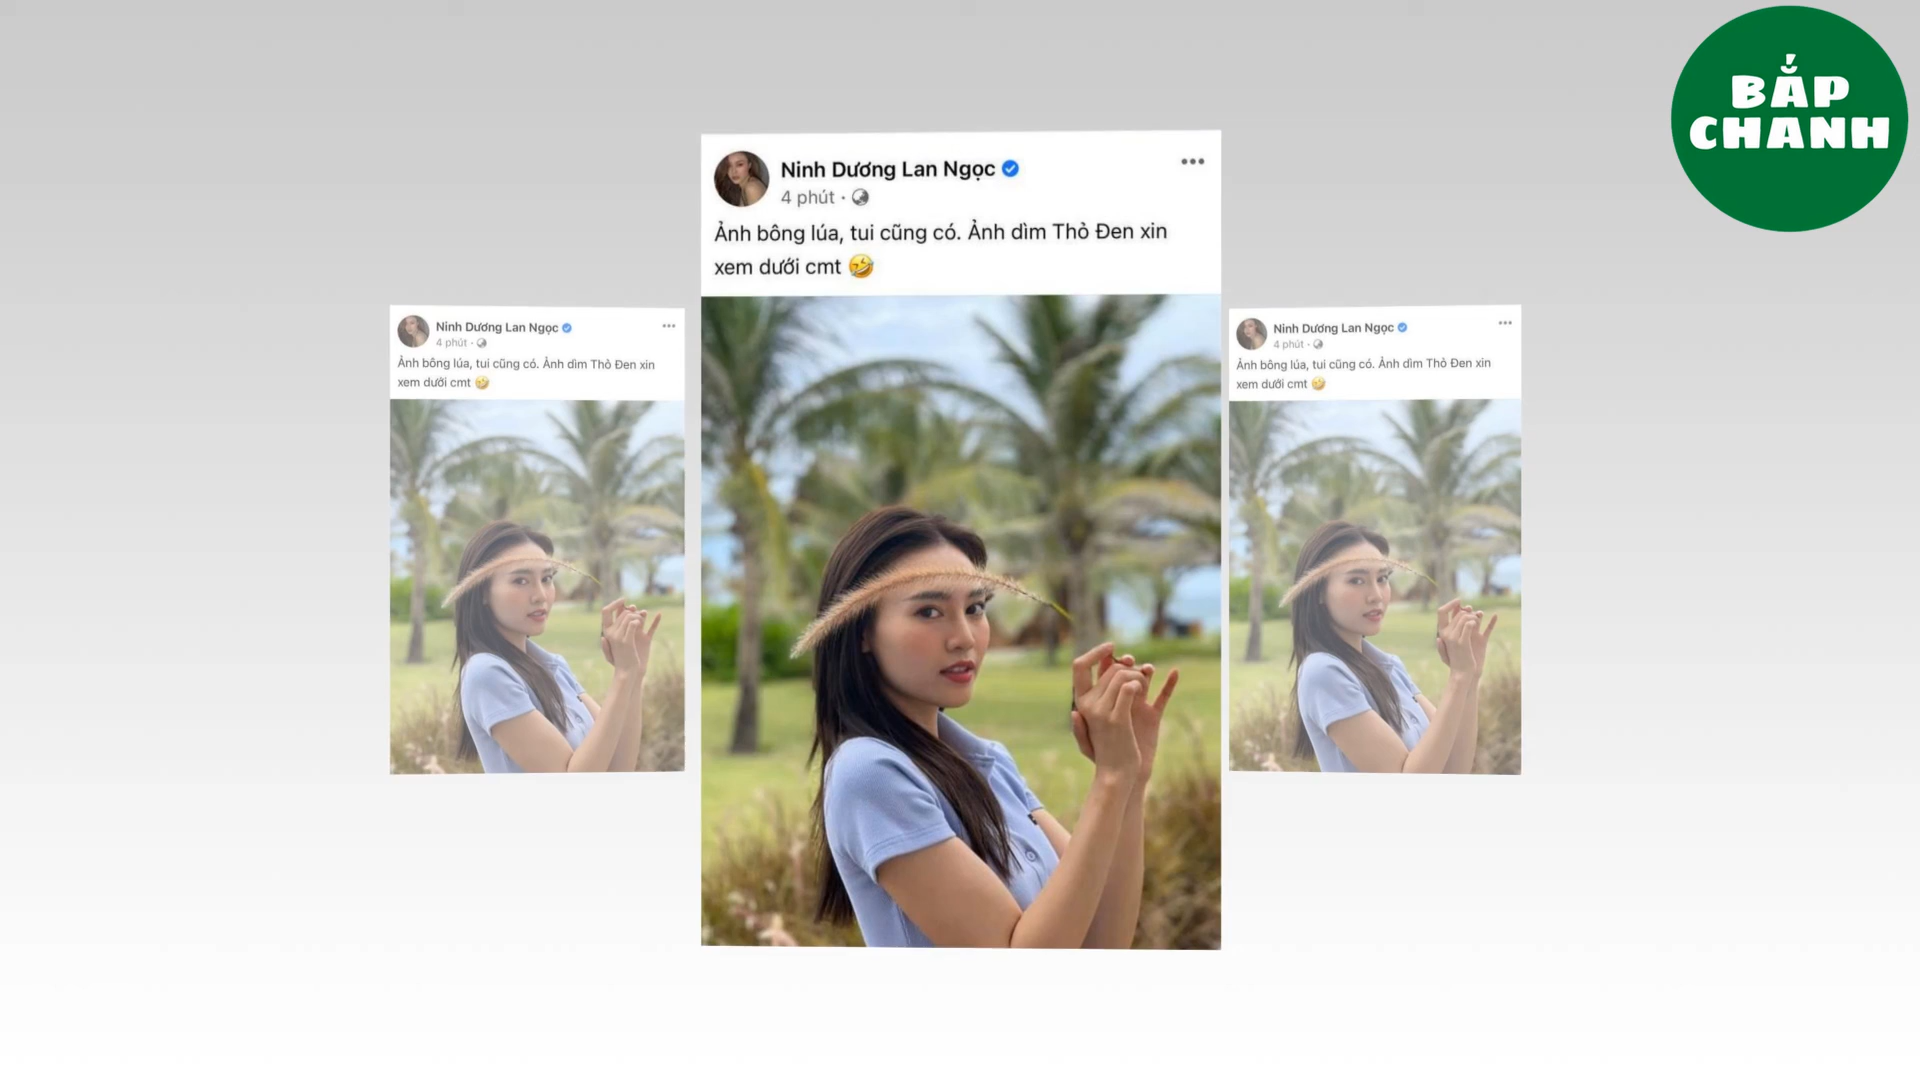 BẮP
CHANH
Ninh Dương Lan Ngọc
4 phút ·
Ảnh bông lúa, tui cũng có. Ảnh dìm Thỏ Đen xin
xem dưới cmt 🤣
Ninh Dương Lan Ngọc
4 phút ·
Ảnh bông lúa, tui cũng có. Ảnh dìm Thỏ Đen xin
xem dưới cmt 🤣
Ninh Dương Lan Ngọc
4 phút ·
Ảnh bông lúa, tui cũng có. Ảnh dìm Thỏ Đen xin
xem dưới cmt 🤣